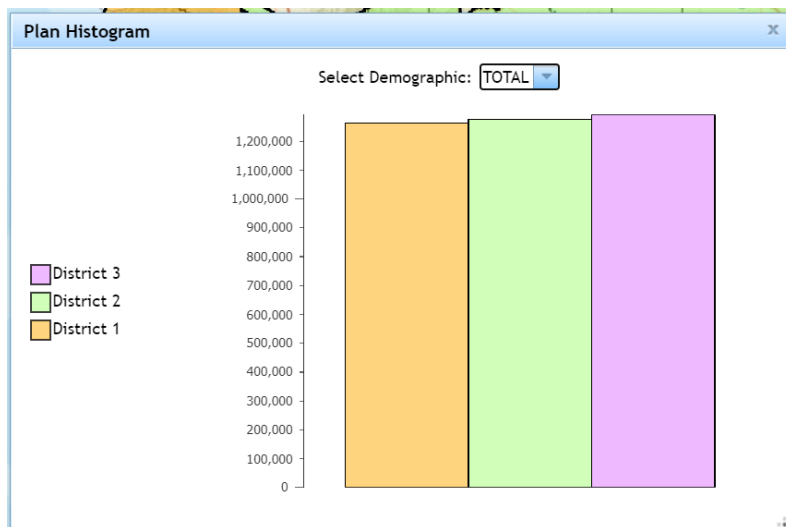 Plan Histogram
x
Select Demographic: TOTAL
1,200,000
1,100,000
1,000,000
900,000
800,000
700,000
600,000
500,000
400,000
300,000
200,000
100,000
0
District 3
District 2
District 1